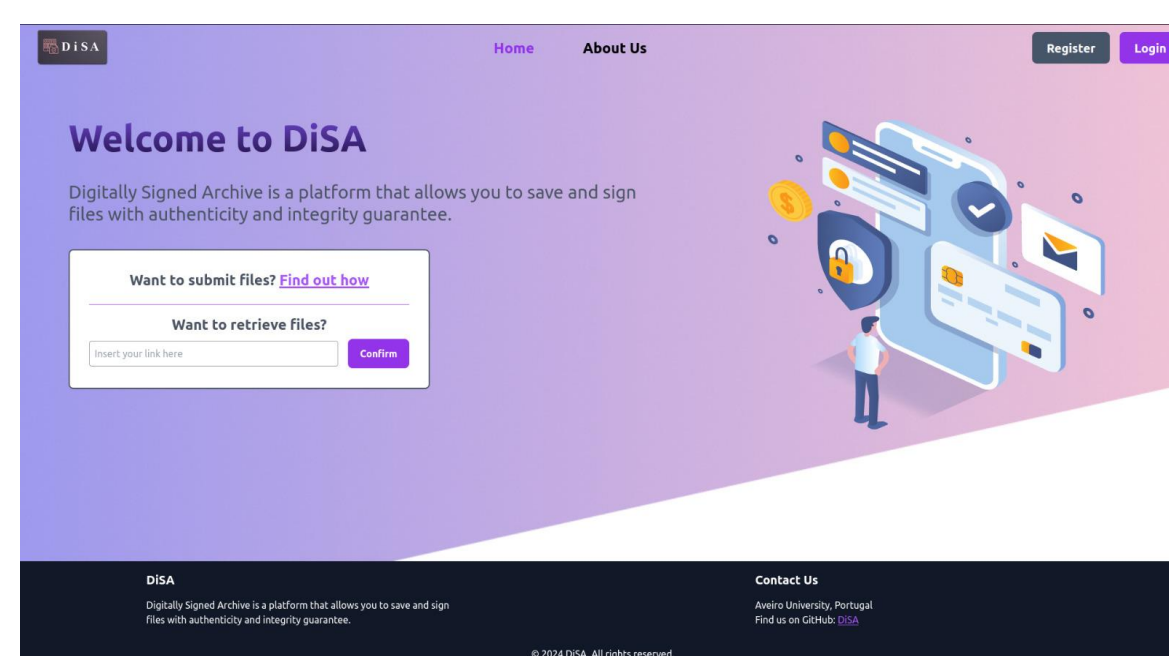 DiSA
Home
About Us
Register
Login
Welcome to DiSA
Digitally Signed Archive is a platform that allows you to save and sign
files with authenticity and integrity guarantee.
Want to submit files? Find out how
Want to retrieve files?
Insert your link here
Confirm
DiSA
Digitally Signed Archive is a platform that allows you to save and sign
files with authenticity and integrity guarantee.
Contact Us
Aveiro University, Portugal
Find us on GitHub: DiSA
© 2024 DiSA. All rights reserved